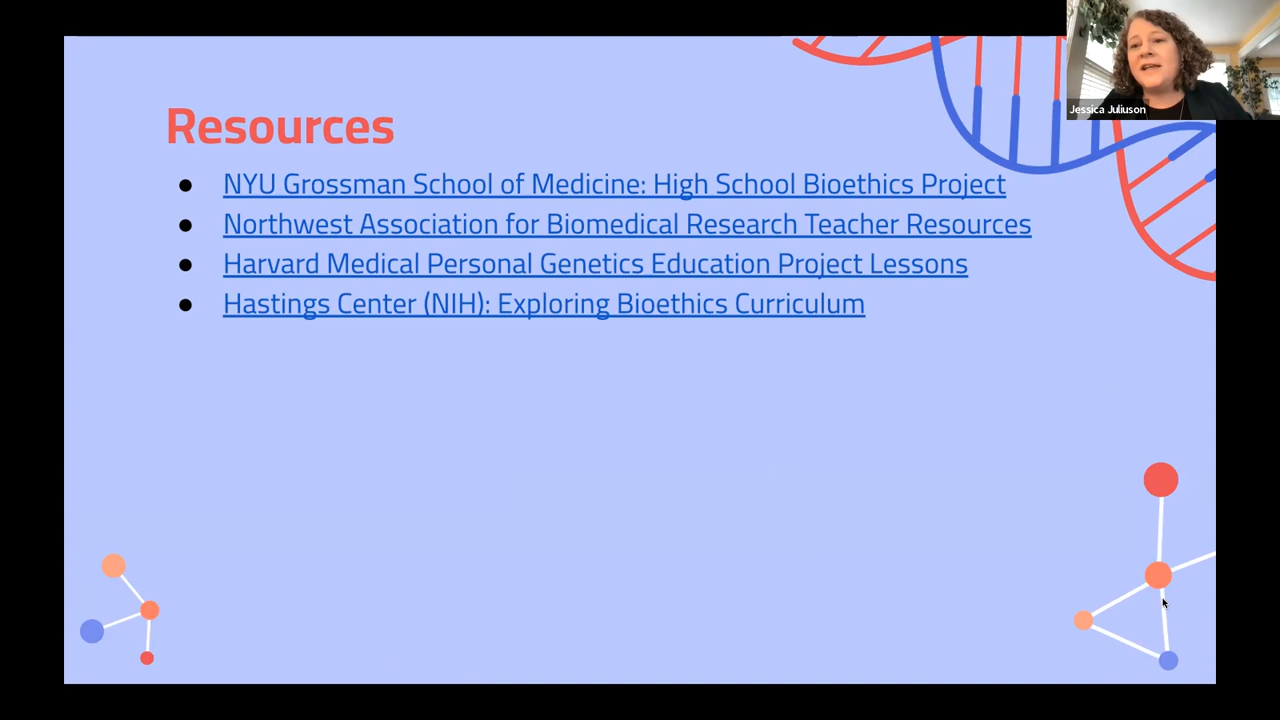 Jessica Juliuson
Resources
● NYU Grossman School of Medicine: High School Bioethics Project
● Northwest Association for Biomedical Research Teacher Resources
● Harvard Medical Personal Genetics Education Project Lessons
● Hastings Center (NIH): Exploring Bioethics Curriculum